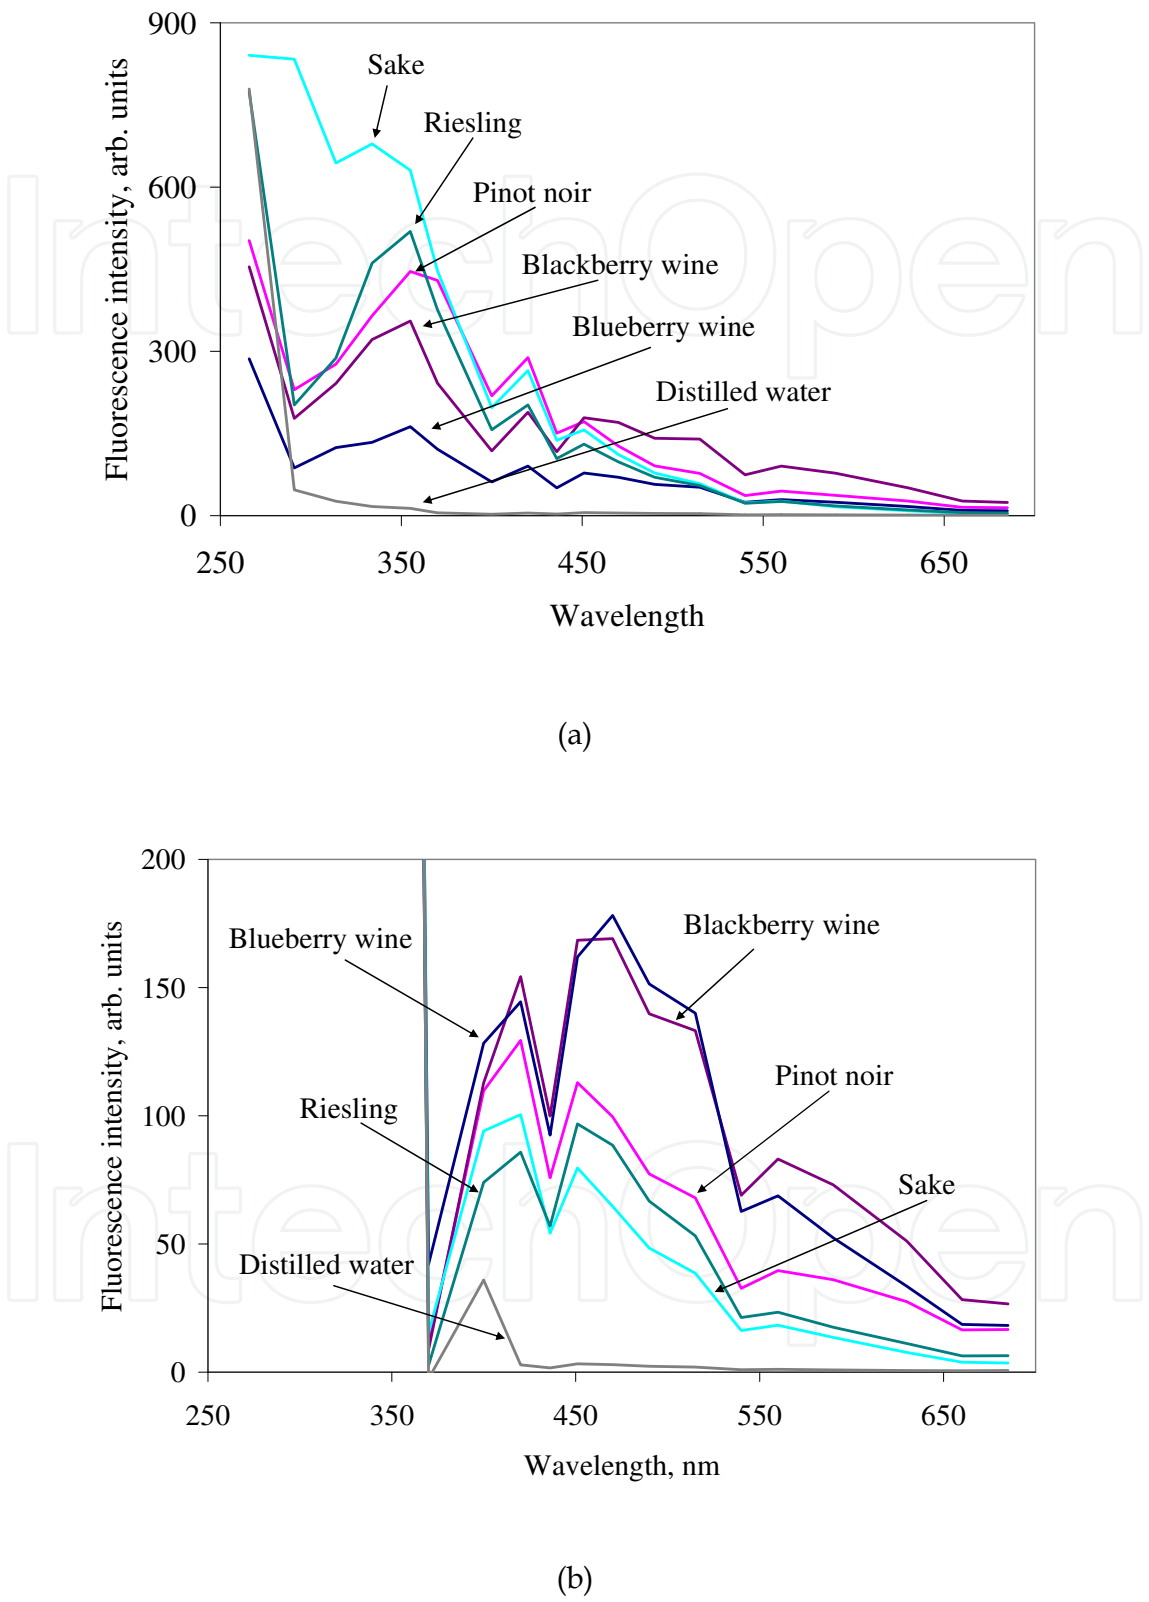 900
Sake
Riesling
600
Pinot noir
Blackberry wine
Blueberry wine
300
Distilled water
0
250 350 450 550 650
Fluorescence intensity, arb. units
Wavelength
(a)
200
Blackberry wine
Blueberry wine
150
Pinot noir
Riesling
100
Sake
50
Distilled water
0
250 350 450 550 650
Fluorescence intensity, arb. units
Wavelength, nm
(b)
IntechOpen
IntechOpen